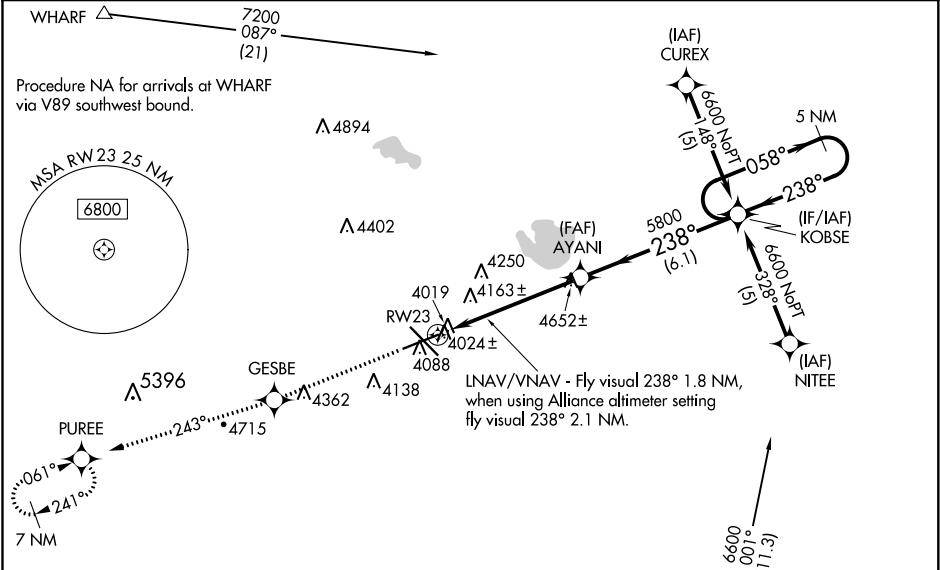 WHARF
7200
087°
(21)
Procedure NA for arrivals at WHARF
via V89 southwest bound.
MSA RW 23 25 NM
6800
4894
4402
(IAF)
CUREX
6600 NoPT
148°
(5)
5 NM
058°
238°
(IF/IAF)
KOBSE
5800
238°
(6.1)
(FAF)
AYANI
4250
4163±
4652±
4019
RW23
4024±
4088
6600 NoPT
328°
(5)
(IAF)
NITEE
GESBE
4362
4138
5396
4715
243°
LNAV/VNAV - Fly visual 238° 1.8 NM,
when using Alliance altimeter setting
fly visual 238° 2.1 NM.
PUREE
061°
241°
7 NM
6600
001°
11.3)